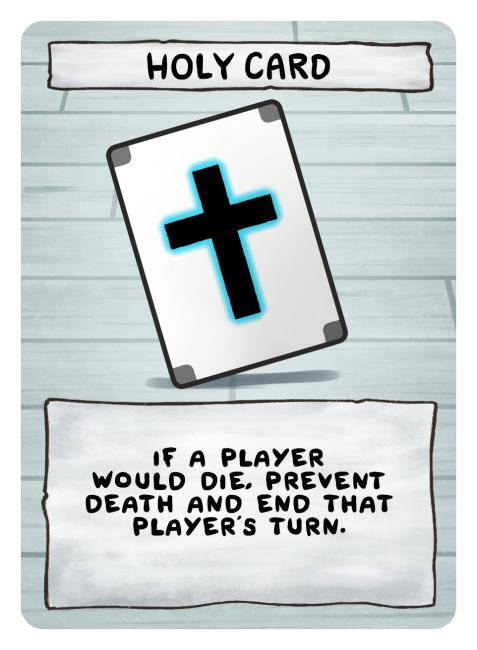 HOLY CARD
IF A PLAYER
WOULD DIE, PREVENT
DEATH AND END THAT
PLAYER'S TURN.